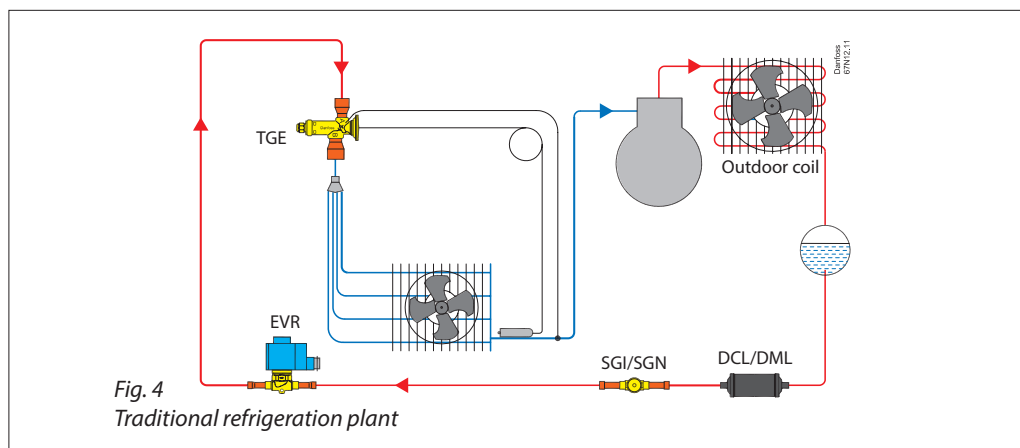 Danfoss
67N12.11
TGE
Outdoor coil
EVR
SGI/SGN
DCL/DML
Fig. 4
Traditional refrigeration plant